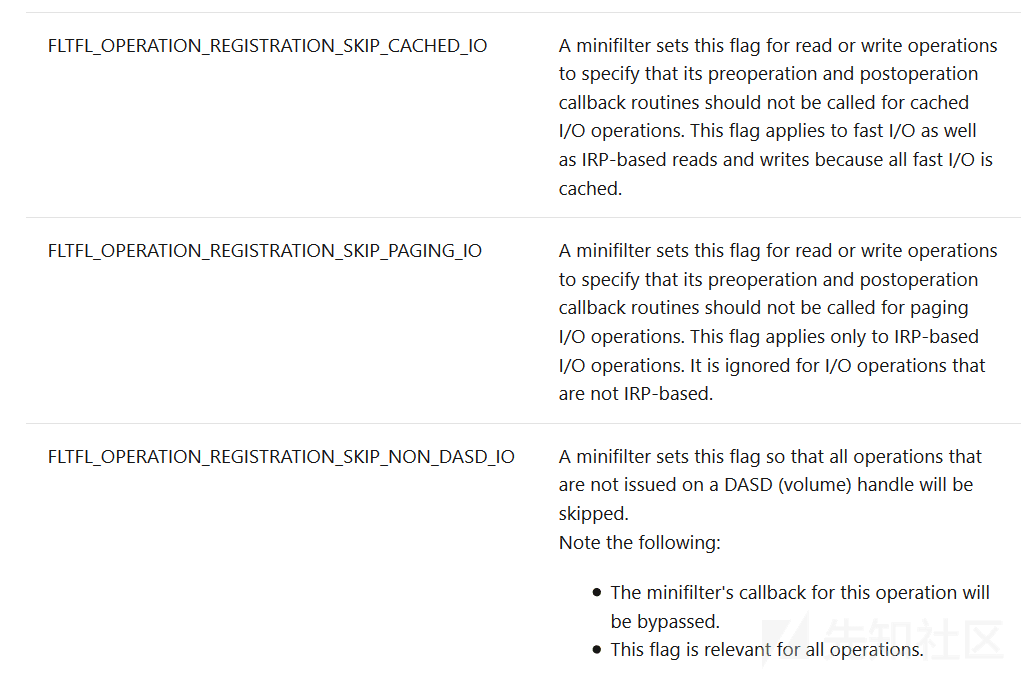 FLTFL_OPERATION_REGISTRATION_SKIP_CACHED_IO
A minifilter sets this flag for read or write operations
to specify that its preoperation and postoperation
callback routines should not be called for cached
I/O operations. This flag applies to fast I/O as well
as IRP-based reads and writes because all fast I/O is
cached.
FLTFL_OPERATION_REGISTRATION_SKIP_PAGING_IO
A minifilter sets this flag for read or write operations
to specify that its preoperation and postoperation
callback routines should not be called for paging
I/O operations. This flag applies only to IRP-based
I/O operations. It is ignored for I/O operations that
are not IRP-based.
FLTFL_OPERATION_REGISTRATION_SKIP_NON_DASD_IO
A minifilter sets this flag so that all operations that
are not issued on a DASD (volume) handle will be
skipped.
Note the following:
● The minifilter's callback for this operation will
be bypassed.
● This flag is relevant for all operations.
先知社区